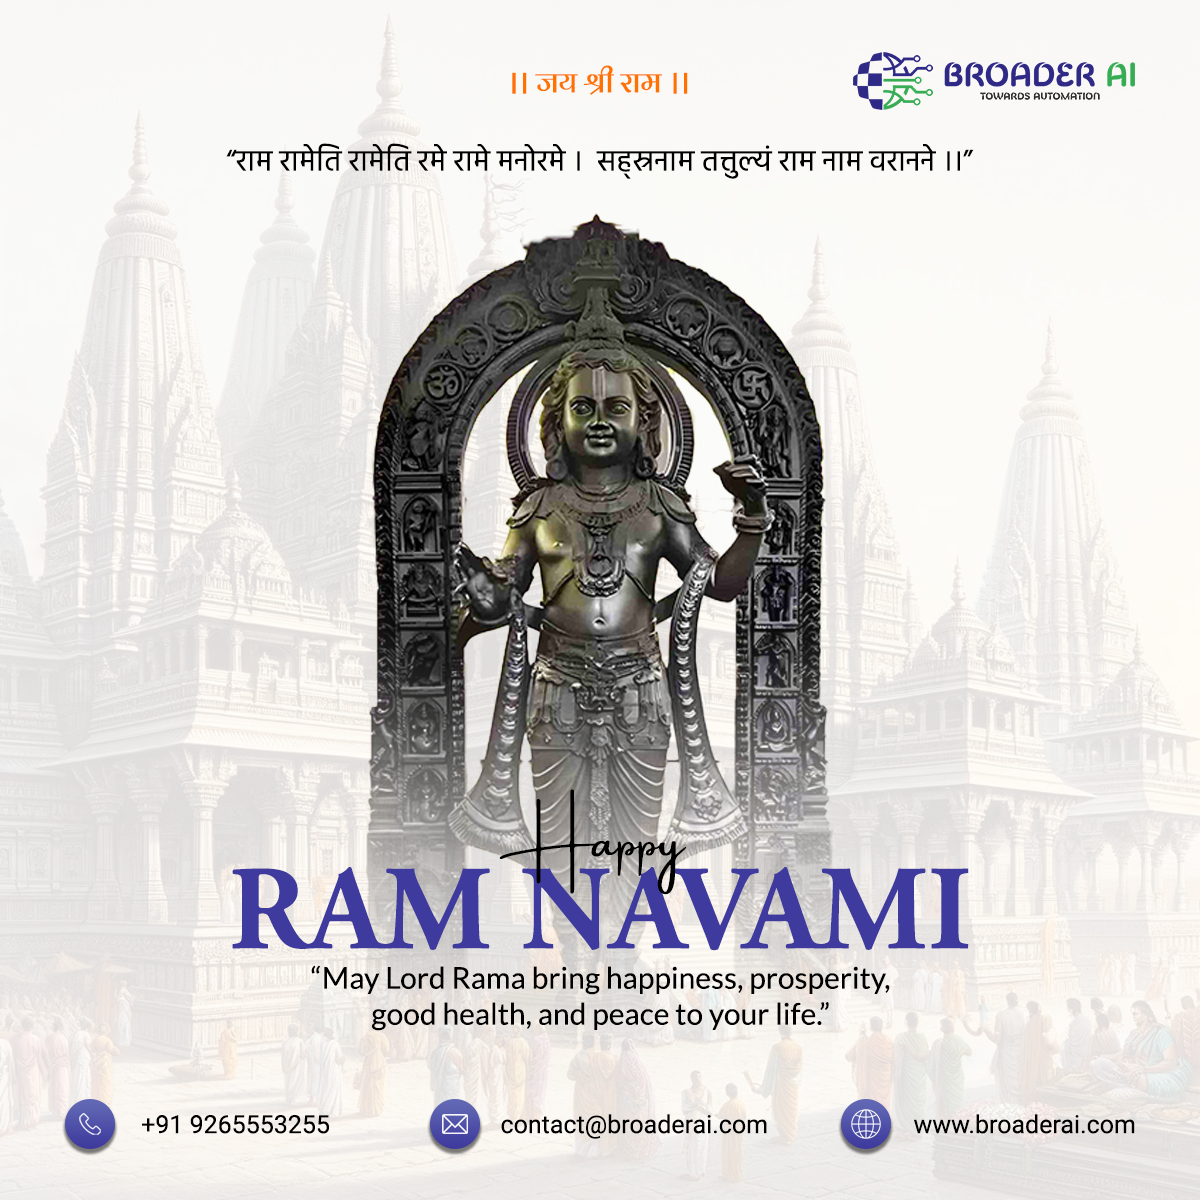 ।। जय श्री राम ।।
BROADER AI
TOWARDS AUTOMATION
“राम रामेति रामेति रमे रामे मनोरमे । सहस्रनाम तत्तुल्यं राम नाम वरानने ।।”
Happy
RAM NAVAMI
“May Lord Rama bring happiness, prosperity,
good health, and peace to your life.”
+91 9265553255
contact@broaderai.com
www.broaderai.com